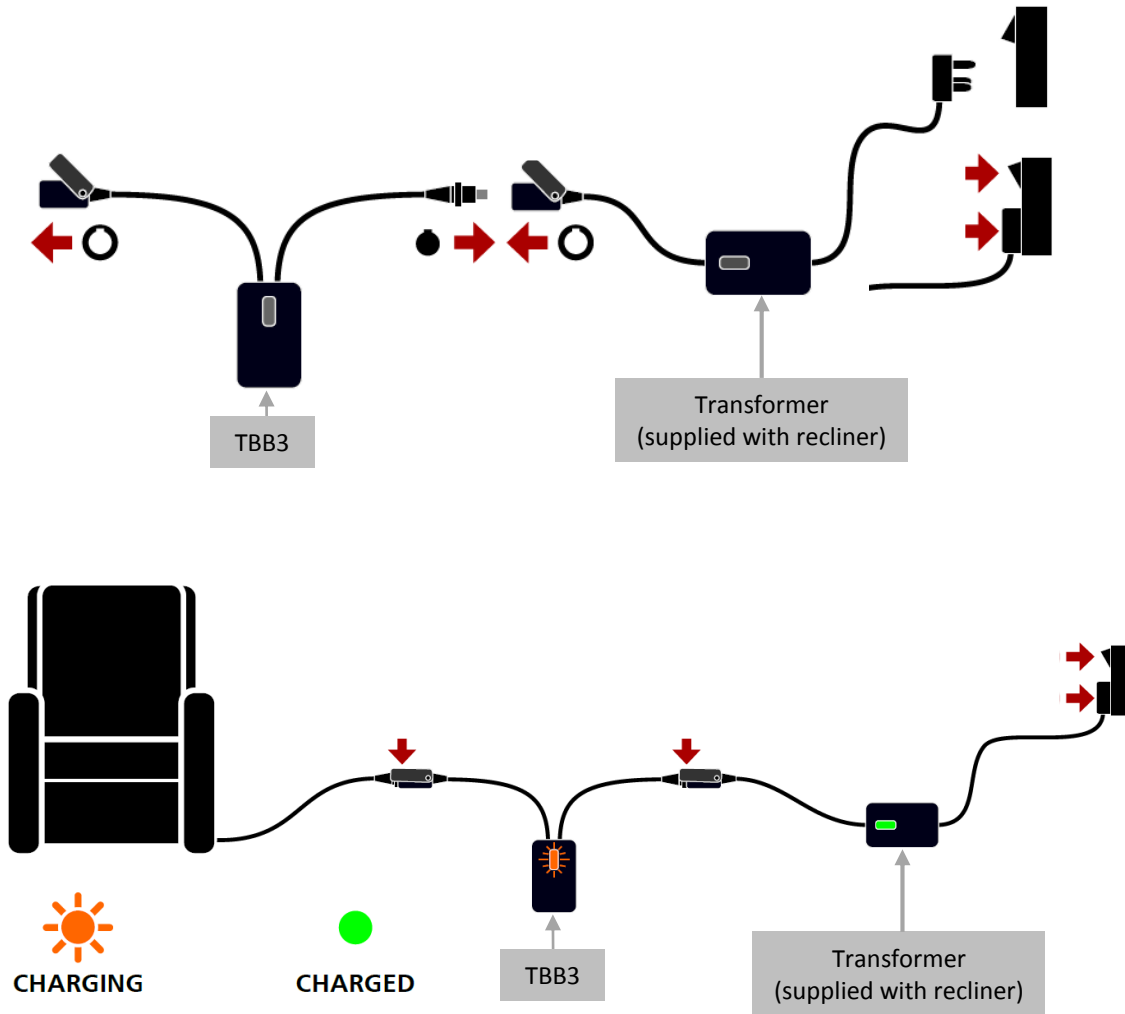 TBB3
Transformer
(supplied with recliner)
CHARGING
CHARGED
TBB3
Transformer
(supplied with recliner)